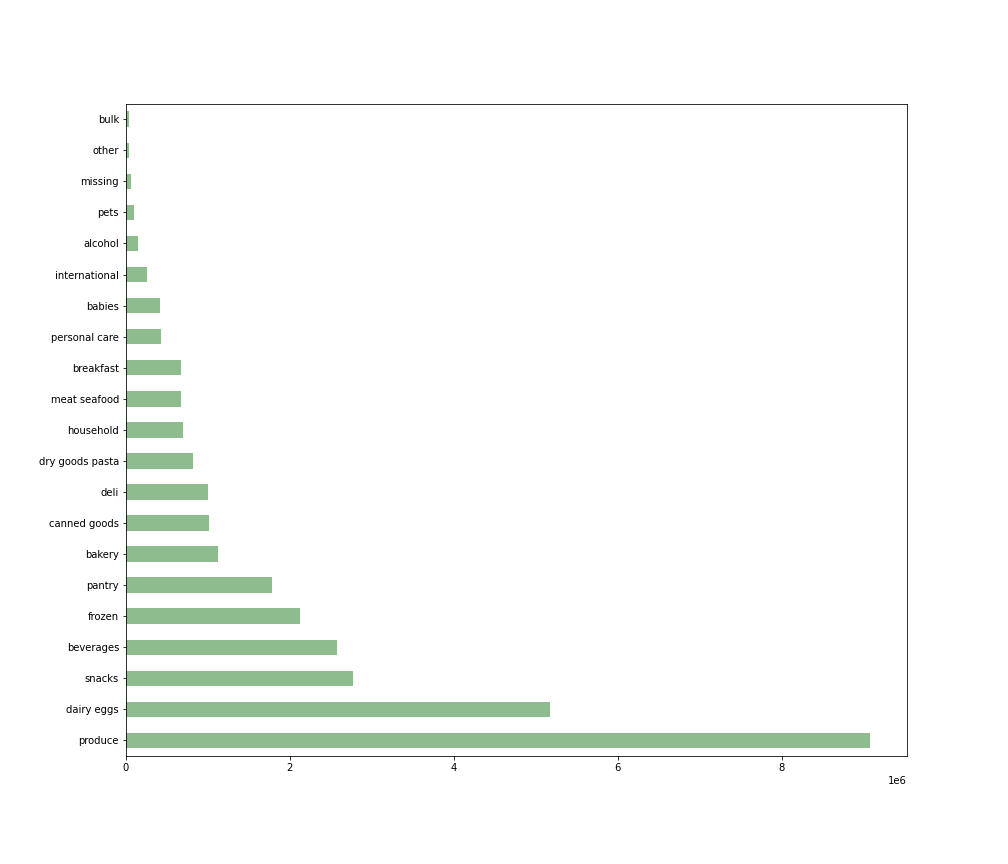 bulk
other
missing
pets
alcohol
international
babies
personal care
breakfast
meat seafood
household
dry goods pasta
deli
canned goods
bakery
pantry
frozen
beverages
snacks
dairy eggs
produce
0 2 4 6 8
1e6